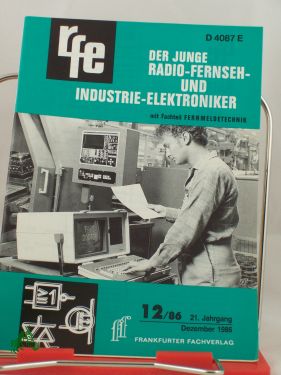 D 4087 E
rfe
DER JUNGE
RADIO-FERNSEH-
UND
INDUSTRIE-ELEKTRONIKER
mit Fachteil FERNMELDETECHNIK
12/86 21. Jahrgang
Dezember 1986
ff
FRANKFURTER FACHVERLAG